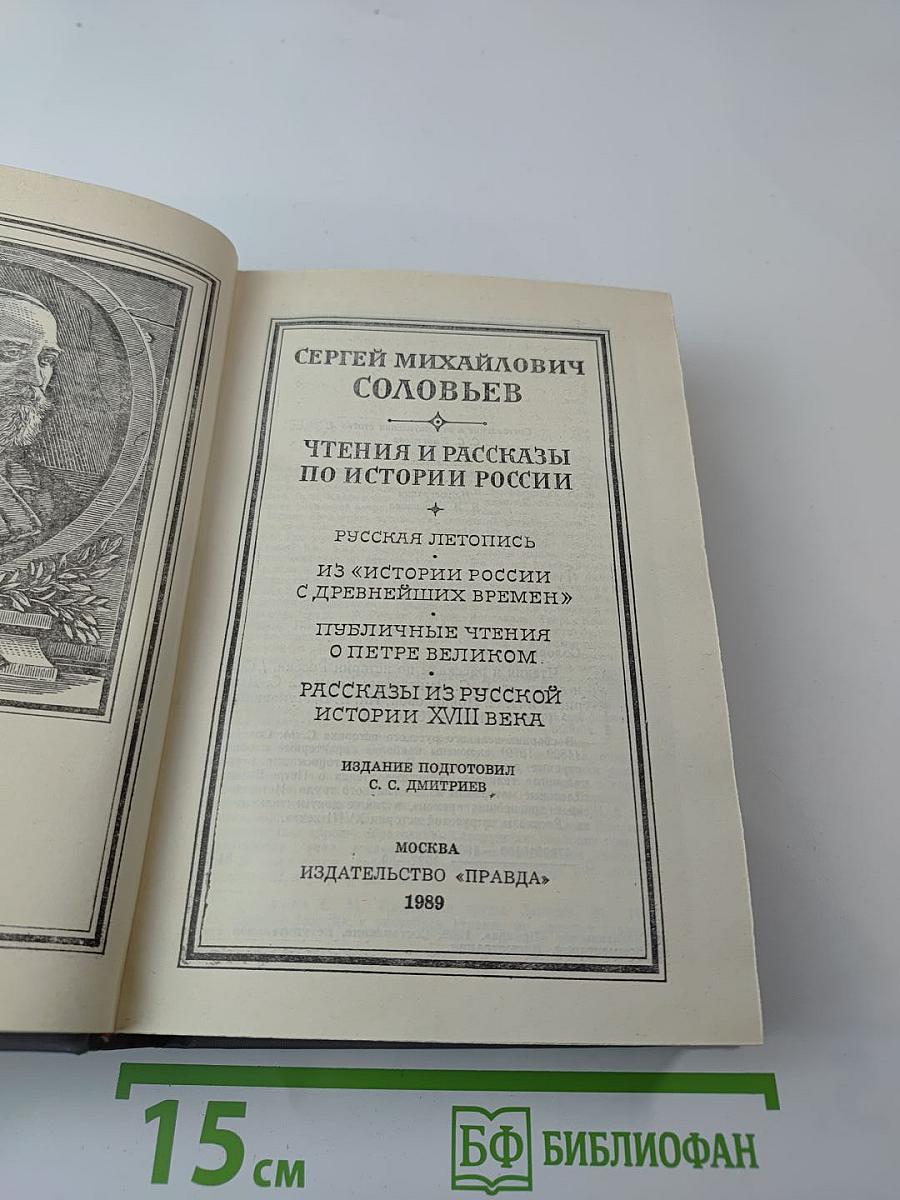 СЕРГЕЙ МИХАЙЛОВИЧ
СОЛОВЬЕВ
ЧТЕНИЯ И РАССКАЗЫ
ПО ИСТОРИИ РОССИИ
РУССКАЯ ЛЕТОПИСЬ
ИЗ «ИСТОРИИ РОССИИ
С ДРЕВНЕЙШИХ ВРЕМЕН»
ПУБЛИЧНЫЕ ЧТЕНИЯ
О ПЕТРЕ ВЕЛИКОМ
РАССКАЗЫ ИЗ РУССКОЙ
ИСТОРИИ XVIII ВЕКА
ИЗДАНИЕ ПОДГОТОВИЛ
С. С. ДМИТРИЕВ
МОСКВА
ИЗДАТЕЛЬСТВО «ПРАВДА»
1989
15 см
БФ БИБЛИОФАН